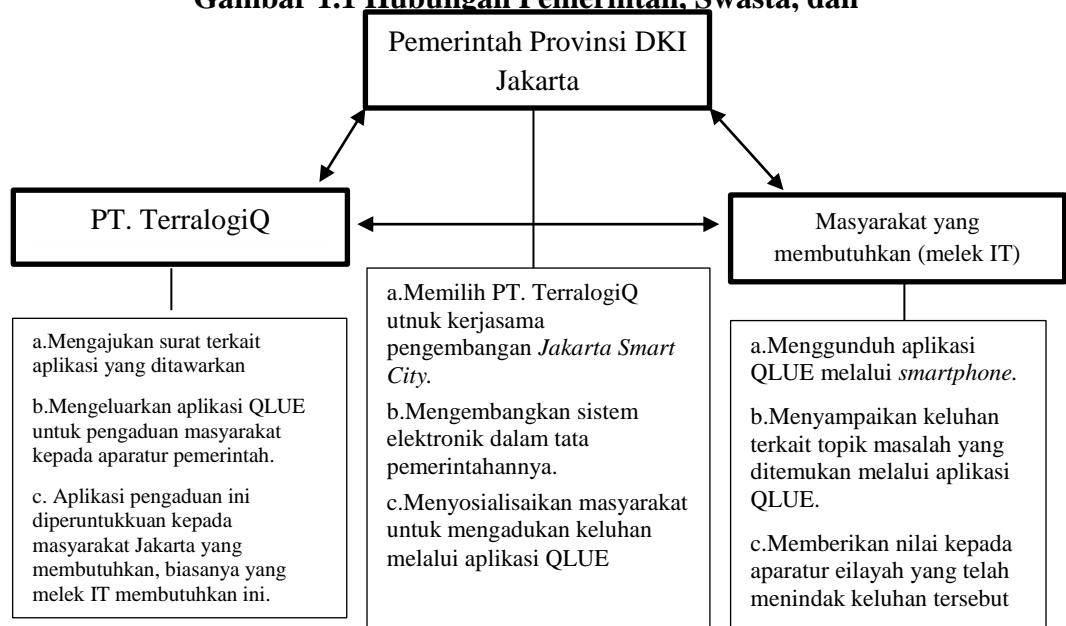 Gambar 1.1 Hubungan Pemerintah, Swasta, dan
Pemerintah Provinsi DKI
Jakarta
PT. TerralogiQ
Masyarakat yang
membutuhkan (melek IT)
a.Mengajukan surat terkait
aplikasi yang ditawarkan
b.Mengeluarkan aplikasi QLUE
untuk pengaduan masyarakat
kepada aparatur pemerintah.
c. Aplikasi pengaduan ini
diperuntukkuan kepada
masyarakat Jakarta yang
membutuhkan, biasanya yang
melek IT membutuhkan ini.
a.Memilih PT. TerralogiQ
utnuk kerjasama
pengembangan Jakarta Smart
City.
b.Mengembangkan sistem
elektronik dalam tata
pemerintahannya.
c.Menyosialisaikan masyarakat
untuk mengadukan keluhan
melalui aplikasi QLUE
a.Menggunduh aplikasi
QLUE melalui smartphone.
b.Menyampaikan keluhan
terkait topik masalah yang
ditemukan melalui aplikasi
QLUE.
c.Memberikan nilai kepada
aparatur eilayah yang telah
menindak keluhan tersebut